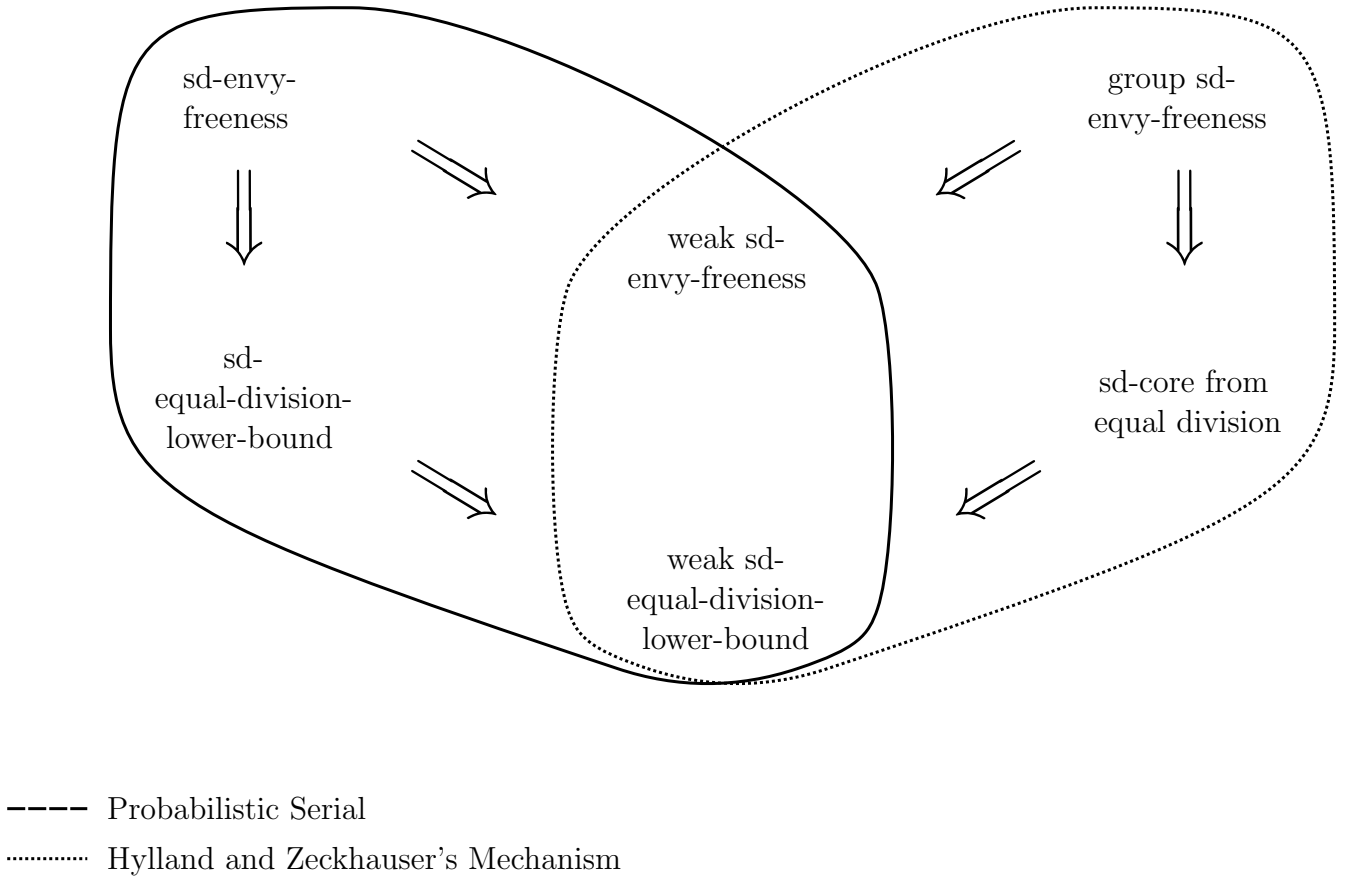 sd-envy-
freeness
group sd-
envy-freeness
weak sd-
envy-freeness
sd-
equal-division-
lower-bound
sd-core from
equal division
weak sd-
equal-division-
lower-bound
Probabilistic Serial
Hylland and Zeckhauser's Mechanism